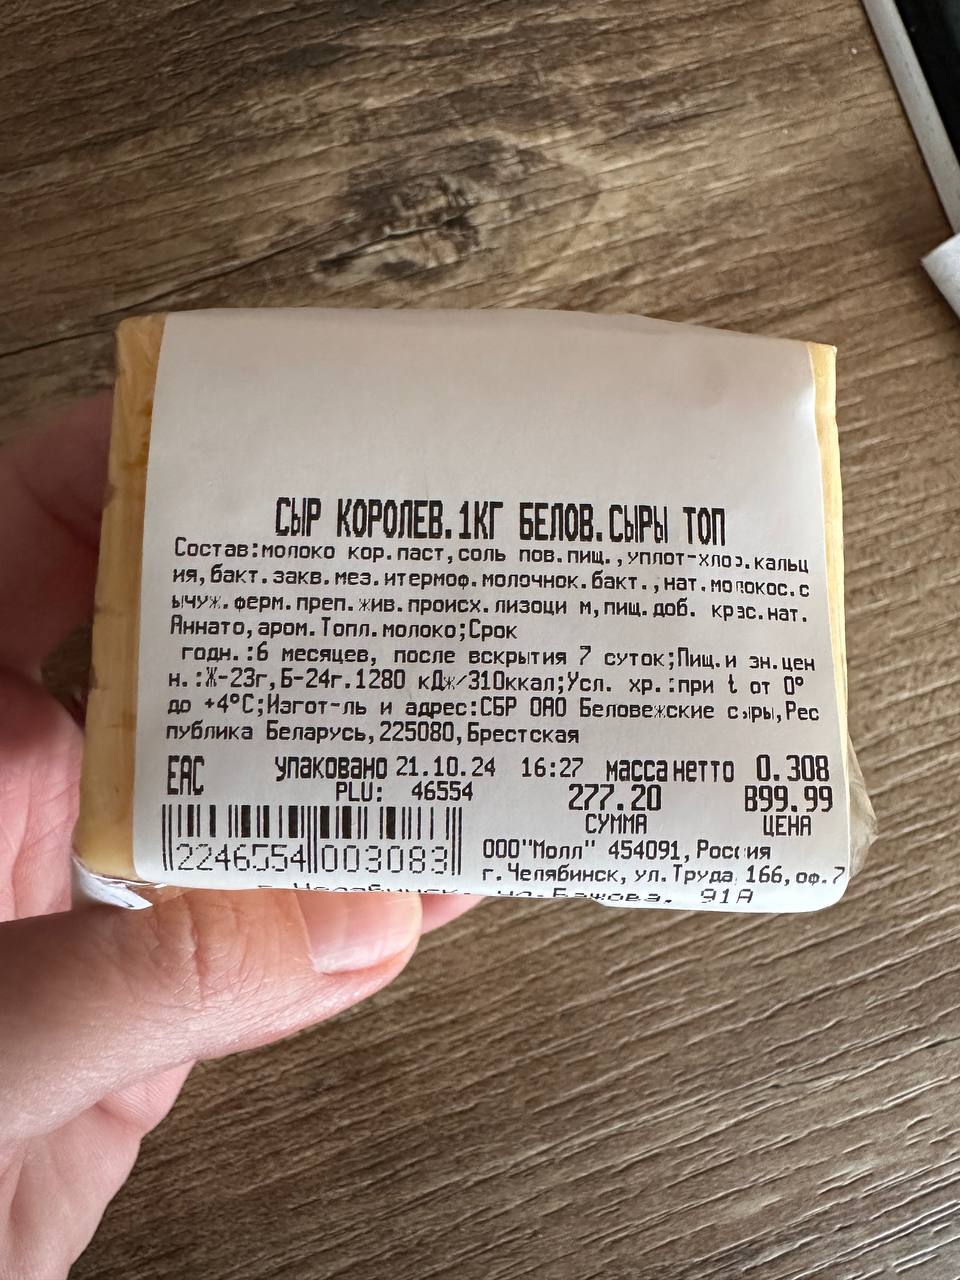 СЫР КОРОЛЕВ.1КГ БЕЛОВ.СЫРЫ ТОП
Состав:молоко кор.паст,соль пов.пищ.,уплот-хлор.кальц
ия,бакт.закв.мез.итермоф.молочнок.бакт.,нат.молокос.с
ычуж.ферм.преп.жив.происх.лизоци м,пищ.доб. крас.нат.
Аннато,аром.Топл.молоко;Срок
годн.:6 месяцев, после вскрытия 7 суток;Пищ.и эн.цен
н.:Ж-23г,Б-24г.1280 кДж/310ккал;Усл. хр.:при t от 0°
до +4°С;Изгот-ль и адрес:СБР ОАО Беловежские сыры,Рес
публика Беларусь,225080,Брестская
EAC упаковано 21.10.24 16:27 масса нетто 0.308
PLU: 46554 277.20 899.99
СУММА ЦЕНА
2246554 003083
ООО"Молл" 454091,Россия
г.Челябинск,ул.Труда 166,оф.7
г.Челябинск, ул.Бажова, 91А